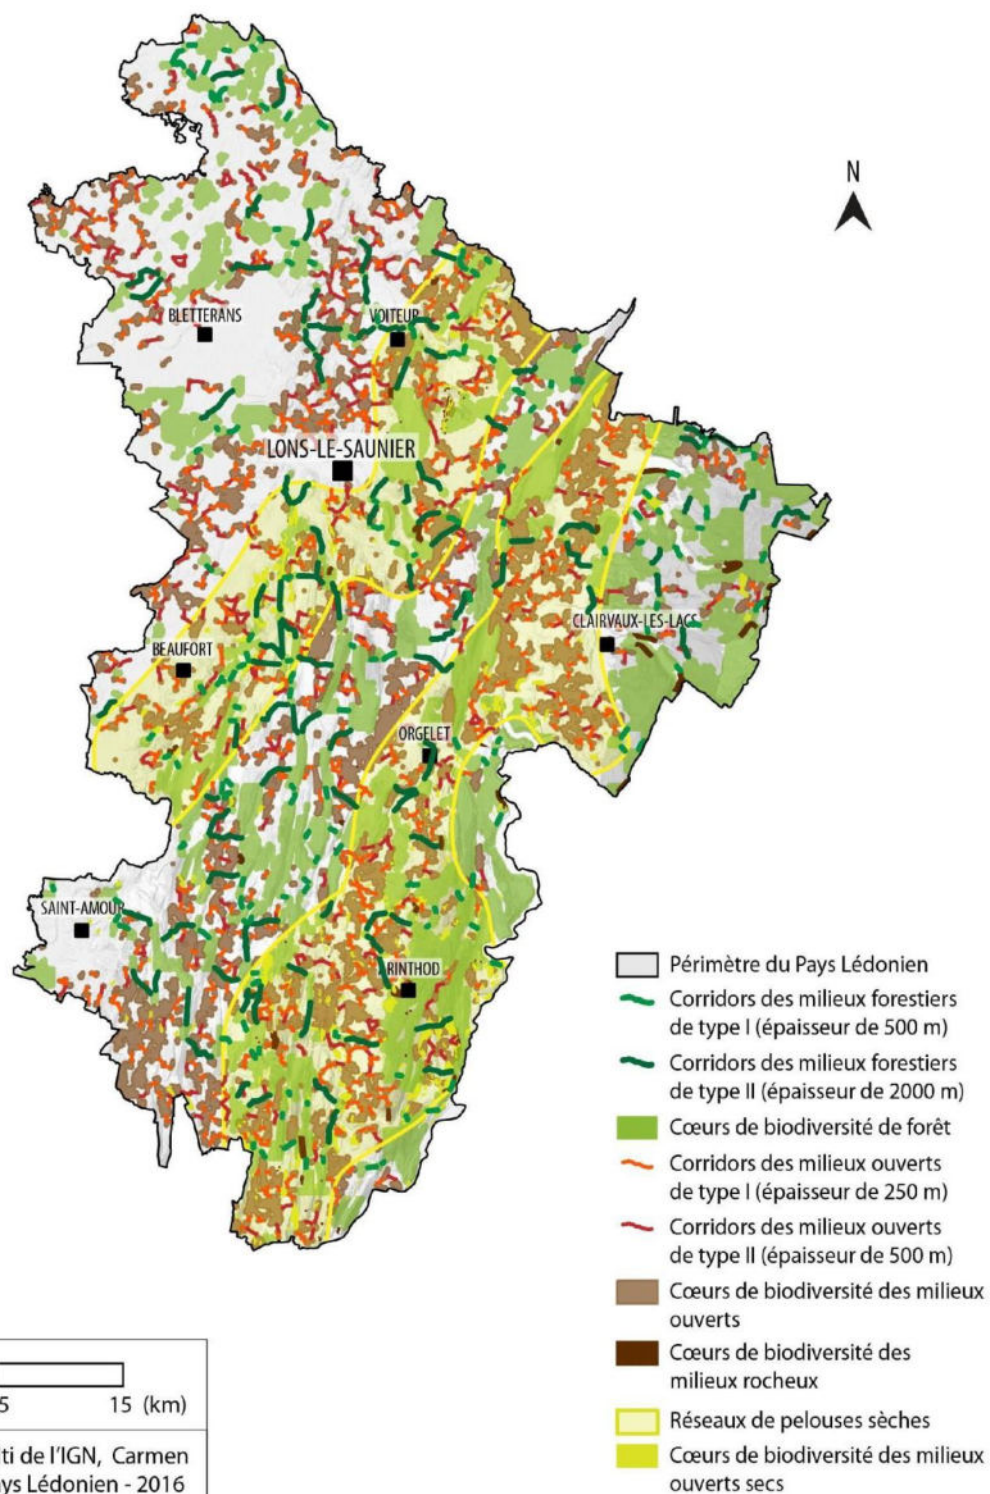 N
BLETTERANS
VOITEUR
LONS-LE-SAUNIER
CLAIRVAUX-LES-LACS
BEAUFORT
ORGELET
SAINT-AMOUR
ARINTHOD
Périmètre du Pays Lédonien
Corridors des milieux forestiers
de type I (épaisseur de 500 m)
Corridors des milieux forestiers
de type II (épaisseur de 2000 m)
Cœurs de biodiversité de forêt
Corridors des milieux ouverts
de type I (épaisseur de 250 m)
Corridors des milieux ouverts
de type II (épaisseur de 500 m)
Cœurs de biodiversité des milieux
ouverts
Cœurs de biodiversité des
milieux rocheux
Réseaux de pelouses sèches
Cœurs de biodiversité des milieux
ouverts secs
5 15 (km)
lti de l'IGN, Carmen
ays Lédonien - 2016